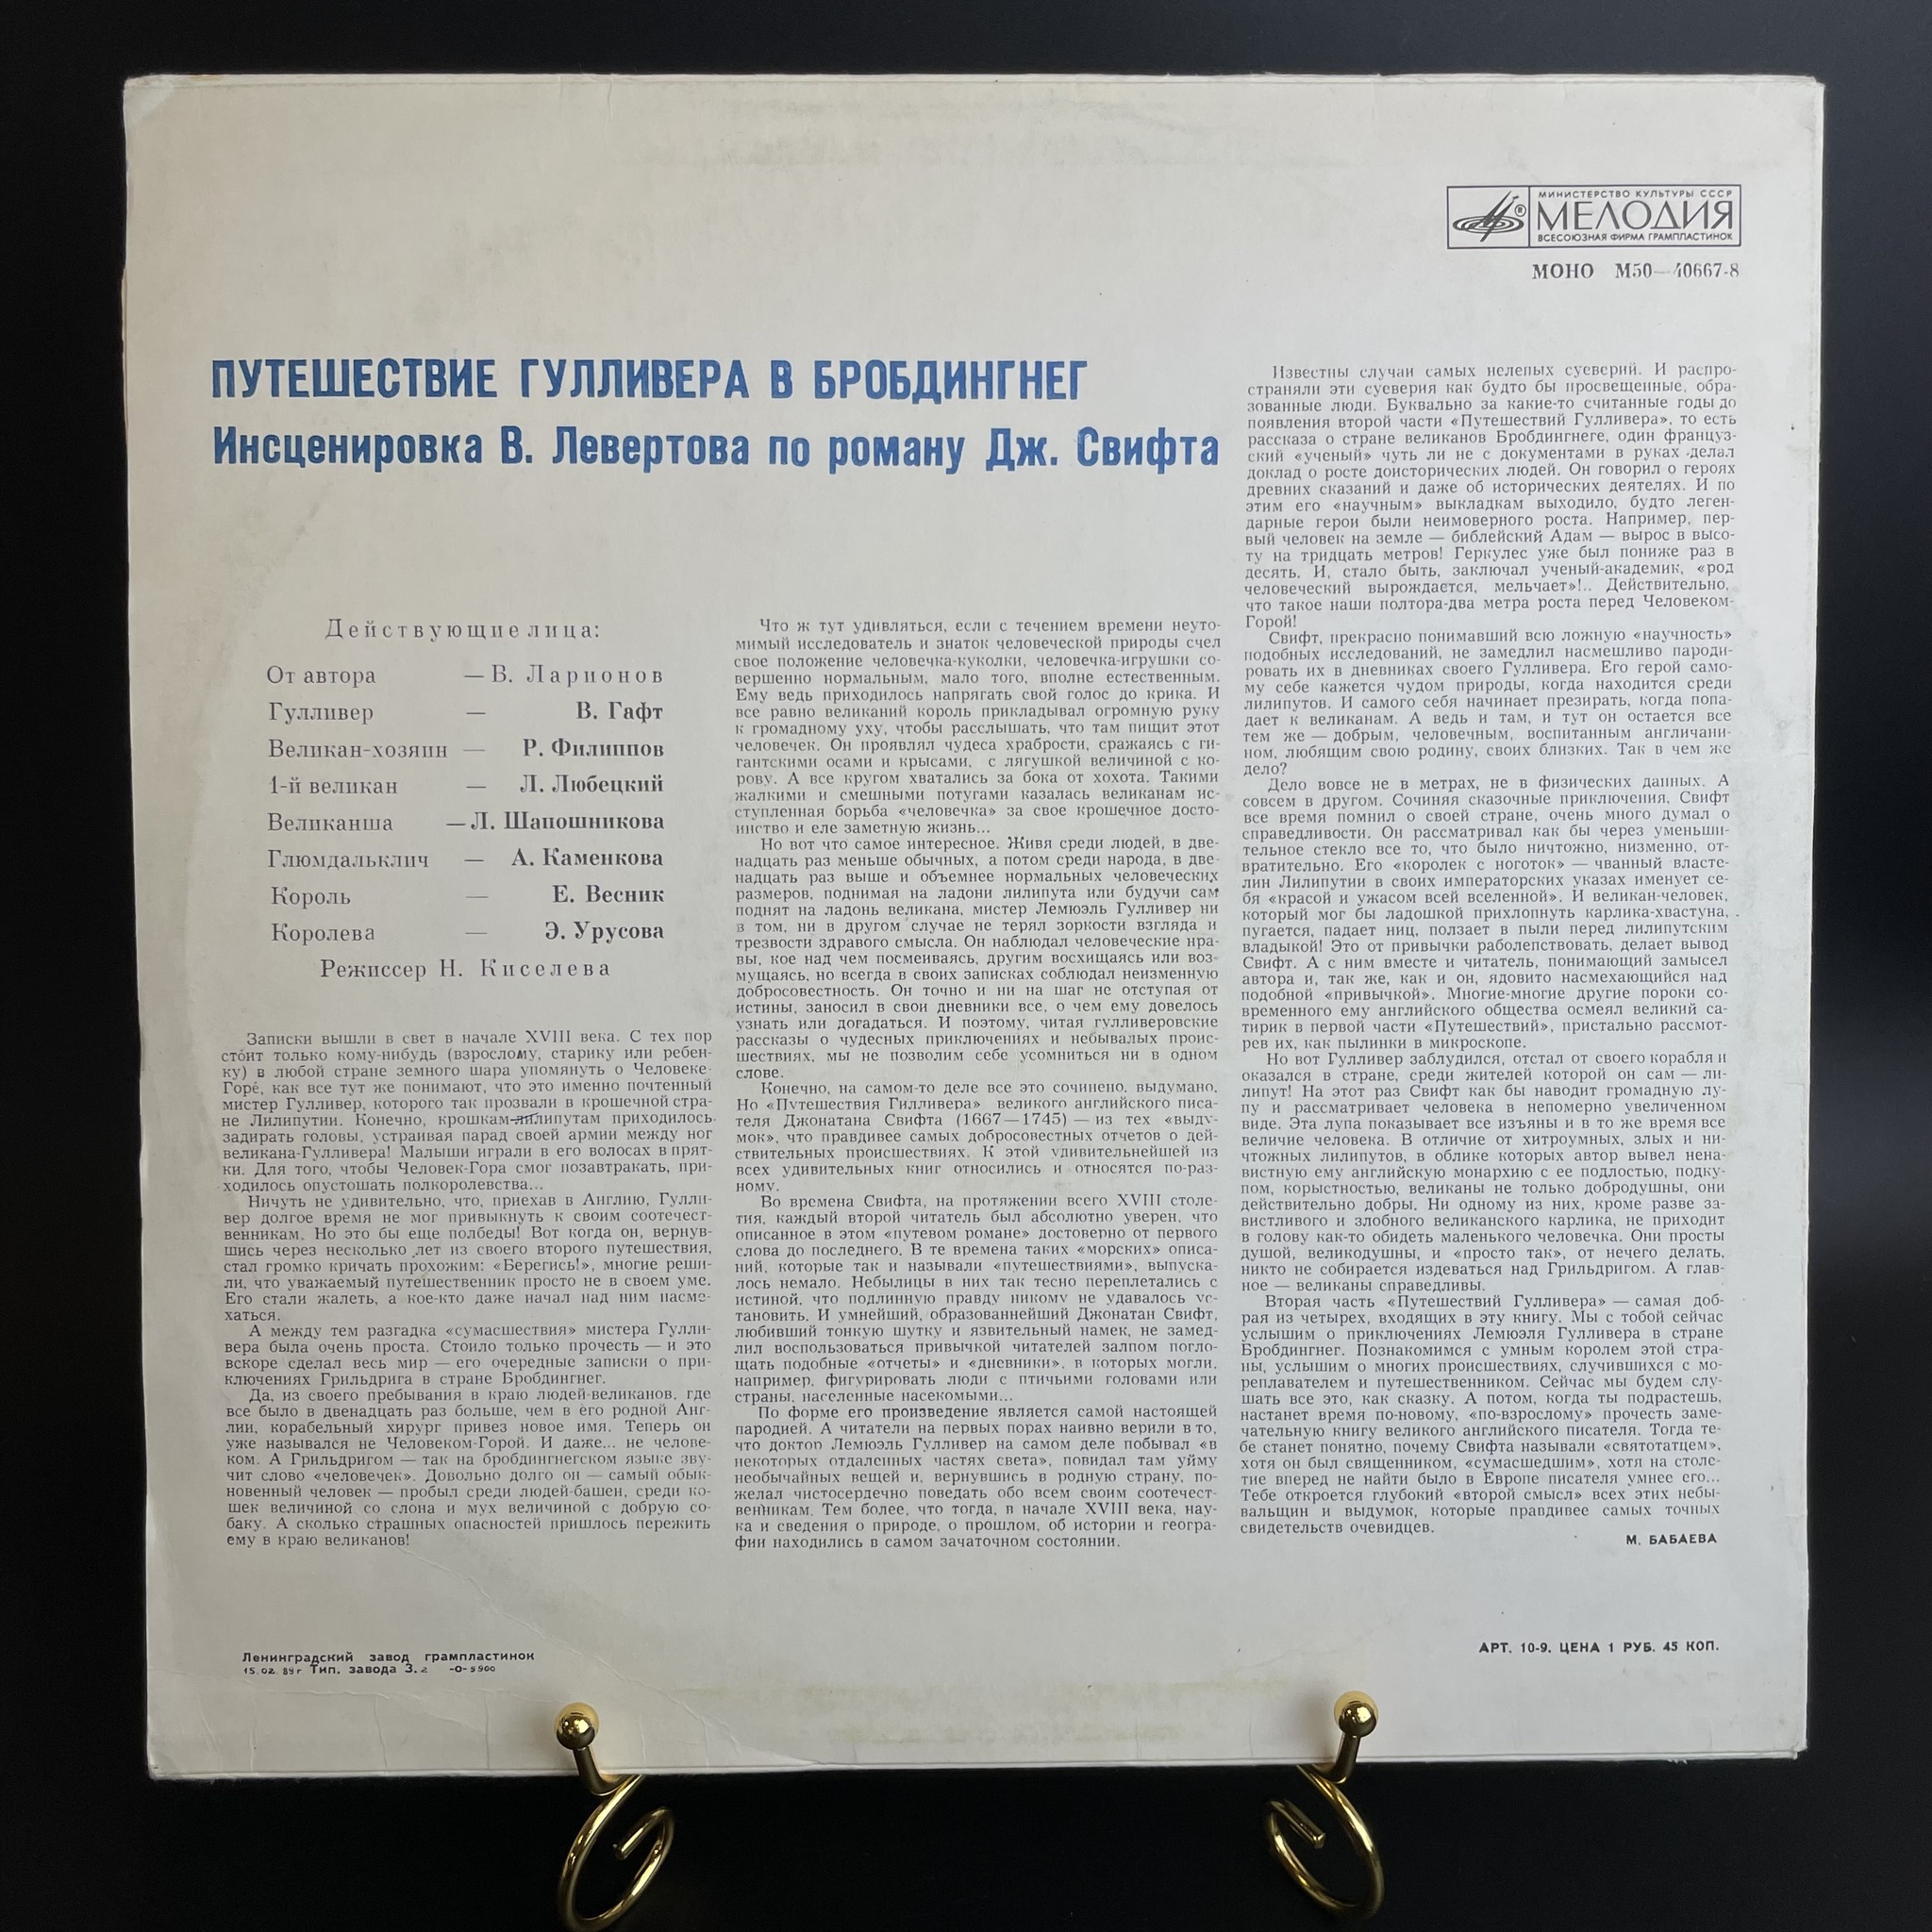 МИНИСТЕРСТВО КУЛЬТУРЫ СССР
МЕЛОДИЯ
ВСЕСОЮЗНАЯ ФИРМА ГРАМПЛАСТИНОК
МОНО М50—40667-8
ПУТЕШЕСТВИЕ ГУЛЛИВЕРА В БРОБДИНГНЕГ
Инсценировка В. Левертова по роману Дж. Свифта
Действующие лица:
От автора — В. Ларионов
Гулливер — В. Гафт
Великан-хозяин — Р. Филиппов
1-й великан — Л. Любецкий
Великанша — Л. Шапошникова
Глюмдальклич — А. Каменкова
Король — Е. Весник
Королева — Э. Урусова
Режиссер Н. Киселева
Записки вышли в свет в начале XVIII века. С тех пор
стóит только кому-нибудь (взрослому, старику или ребен-
ку) в любой стране земного шара упомянуть о Человеке-
Горе, как все тут же понимают, что это именно почтенный
мистер Гулливер, которого так прозвали в крошечной стра-
не Лилипутии. Конечно, крошкам-лилипутам приходилось
задирать головы, устраивая парад своей армии между ног
великана-Гулливера! Малыши играли в его волосах в прят-
ки. Для того, чтобы Человек-Гора смог позавтракать, при-
ходилось опустошать полкоролевства...
Ничуть не удивительно, что, приехав в Англию, Гулли-
вер долгое время не мог привыкнуть к своим соотечест-
венникам. Но это бы еще полбеды! Вот когда он, вернув-
шись через несколько лет из своего второго путешествия,
стал громко кричать прохожим: «Берегись!», многие реши-
ли, что уважаемый путешественник просто не в своем уме.
Его стали жалеть, а кое-кто даже начал над ним насме-
хаться.
А между тем разгадка «сумасшествия» мистера Гулли-
вера была очень проста. Стоило только прочесть — и это
вскоре сделал весь мир — его очередные записки о при-
ключениях Грильдрига в стране Бробдингнег.
Да, из своего пребывания в краю людей-великанов, где
все было в двенадцать раз больше, чем в его родной Анг-
лии, корабельный хирург привез новое имя. Теперь он
уже назывался не Человеком-Горой. И даже... не челове-
ком. А Грильдригом — так на бробдингнегском языке зву-
чит слово «человечек». Довольно долго он — самый обык-
новенный человек — пробыл среди людей-башен, среди ко-
шек величиной со слона и мух величиной с добрую со-
баку. А сколько страшных опасностей пришлось пережить
ему в краю великанов!
Что ж тут удивляться, если с течением времени неуто-
мимый исследователь и знаток человеческой природы счел
свое положение человечка-куколки, человечка-игрушки со-
вершенно нормальным, мало того, вполне естественным.
Ему ведь приходилось напрягать свой голос до крика. И
все равно великаний король прикладывал огромную руку
к громадному уху, чтобы расслышать, что там пищит этот
человечек. Он проявлял чудеса храбрости, сражаясь с ги-
гантскими осами и крысами, с лягушкой величиной с ко-
рову. А все кругом хватались за бока от хохота. Такими
жалкими и смешными потугами казалась великанам ис-
ступленная борьба «человечка» за свое крошечное досто-
инство и еле заметную жизнь...
Но вот что самое интересное. Живя среди людей, в две-
надцать раз меньше обычных, а потом среди народа, в две-
надцать раз выше и объемнее нормальных человеческих
размеров, поднимая на ладони лилипута или будучи сам
поднят на ладонь великана, мистер Лемюэль Гулливер ни
в том, ни в другом случае не терял зоркости взгляда и
трезвости здравого смысла. Он наблюдал человеческие нра-
вы, кое над чем посмеиваясь, другим восхищаясь или воз-
мущаясь, но всегда в своих записках соблюдал неизменную
добросовестность. Он точно и ни на шаг не отступая от
истины, заносил в свои дневники все, о чем ему довелось
узнать или догадаться. И поэтому, читая гулливеровские
рассказы о чудесных приключениях и небывалых проис-
шествиях, мы не позволим себе усомниться ни в одном
слове.
Конечно, на самом-то деле все это сочинено, выдумано.
Но «Путешествия Гилливера» великого английского писа-
теля Джонатана Свифта (1667—1745) — из тех «выду-
мок», что правдивее самых добросовестных отчетов о дей-
ствительных происшествиях. К этой удивительнейшей из
всех удивительных книг относились и относятся по-раз-
ному.
Во времена Свифта, на протяжении всего XVIII столе-
тия, каждый второй читатель был абсолютно уверен, что
описанное в этом «путевом романе» достоверно от первого
слова до последнего. В те времена таких «морских» описа-
ний, которые так и называли «путешествиями», выпуска-
лось немало. Небылицы в них так тесно переплетались с
истиной, что подлинную правду никому не удавалось ус-
тановить. И умнейший, образованнейший Джонатан Свифт,
любивший тонкую шутку и язвительный намек, не замед-
лил воспользоваться привычкой читателей залпом погло-
щать подобные «отчеты» и «дневники», в которых могли,
например, фигурировать люди с птичьими головами или
страны, населенные насекомыми...
По форме его произведение является самой настоящей
пародией. А читатели на первых порах наивно верили в то,
что доктор Лемюэль Гулливер на самом деле побывал «в
некоторых отдаленных частях света», повидал там уйму
необычайных вещей и, вернувшись в родную страну, по-
желал чистосердечно поведать обо всем своим соотечест-
венникам. Тем более, что тогда, в начале XVIII века, нау-
ка и сведения о природе, о прошлом, об истории и геогра-
фии находились в самом зачаточном состоянии.
Известны случаи самых нелепых суеверий. И распро-
страняли эти суеверия как будто бы просвещенные, обра-
зованные люди. Буквально за какие-то считанные годы до
появления второй части «Путешествий Гулливера», то есть
рассказа о стране великанов Бробдингнеге, один француз-
ский «ученый» чуть ли не с документами в руках делал
доклад о росте доисторических людей. Он говорил о героях
древних сказаний и даже об исторических деятелях. И по
этим его «научным» выкладкам выходило, будто леген-
дарные герои были неимоверного роста. Например, пер-
вый человек на земле — библейский Адам — вырос в высо-
ту на тридцать метров! Геркулес уже был пониже раз в
десять. И, стало быть, заключал ученый-академик, «род
человеческий вырождается, мельчает»!.. Действительно,
что такое наши полтора-два метра роста перед Человеком-
Горой!
Свифт, прекрасно понимавший всю ложную «научность»
подобных исследований, не замедлил насмешливо пароди-
ровать их в дневниках своего Гулливера. Его герой само-
му себе кажется чудом природы, когда находится среди
лилипутов. И самого себя начинает презирать, когда попа-
дает к великанам. А ведь и там, и тут он остается все
тем же — добрым, человечным, воспитанным англичани-
ном, любящим свою родину, своих близких. Так в чем же
дело?
Дело вовсе не в метрах, не в физических данных. А
совсем в другом. Сочиняя сказочные приключения, Свифт
все время помнил о своей стране, очень много думал о
справедливости. Он рассматривал как бы через уменьши-
тельное стекло все то, что было ничтожно, низменно, от-
вратительно. Его «королек с ноготок» — чванный власте-
лин Лилипутии в своих императорских указах именует се-
бя «красой и ужасом всей вселенной». И великан-человек,
который мог бы ладошкой прихлопнуть карлика-хвастуна,
пугается, падает ниц, ползает в пыли перед лилипутским
владыкой! Это от привычки раболепствовать, делает вывод
Свифт. А с ним вместе и читатель, понимающий замысел
автора и, так же, как и он, ядовито насмехающийся над
подобной «привычкой». Многие-многие другие пороки со-
временного ему английского общества осмеял великий са-
тирик в первой части «Путешествий», пристально рассмот-
рев их, как пылинки в микроскопе.
Но вот Гулливер заблудился, отстал от своего корабля и
оказался в стране, среди жителей которой он сам — ли-
липут! На этот раз Свифт как бы наводит громадную лу-
пу и рассматривает человека в непомерно увеличенном
виде. Эта лупа показывает все изъяны и в то же время все
величие человека. В отличие от хитроумных, злых и ни-
чтожных лилипутов, в облике которых автор вывел нена-
вистную ему английскую монархию с ее подлостью, подку-
пом, корыстностью, великаны не только добродушны, они
действительно добры. Ни одному из них, кроме разве за-
вистливого и злобного великанского карлика, не приходит
в голову как-то обидеть маленького человечка. Они просты
душой, великодушны, и «просто так», от нечего делать,
никто не собирается издеваться над Грильдригом. А глав-
ное — великаны справедливы.
Вторая часть «Путешествий Гулливера» — самая доб-
рая из четырех, входящих в эту книгу. Мы с тобой сейчас
услышим о приключениях Лемюэля Гулливера в стране
Бробдингнег. Познакомимся с умным королем этой стра-
ны, услышим о многих происшествиях, случившихся с мо-
реплавателем и путешественником. Сейчас мы будем слу-
шать все это, как сказку. А потом, когда ты подрастешь,
настанет время по-новому, «по-взрослому» прочесть заме-
чательную книгу великого английского писателя. Тогда те-
бе станет понятно, почему Свифта называли «святотатцем»,
хотя он был священником, «сумасшедшим», хотя на столе-
тие вперед не найти было в Европе писателя умнее его...
Тебе откроется глубокий «второй смысл» всех этих небы-
вальщин и выдумок, которые правдивее самых точных
свидетельств очевидцев.
М. БАБАЕВА
Ленинградский завод грампластинок
15.02.89г Тип. завода З. 2 -0-5900
АРТ. 10-9. ЦЕНА 1 РУБ. 45 КОП.